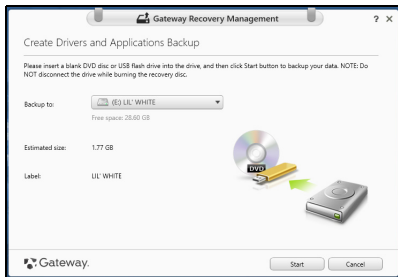 Gateway Recovery Management
? ×
Create Drivers and Applications Backup
Please insert a blank DVD disc or USB flash drive into the drive, and then click Start button to backup your data. NOTE: Do
NOT disconnect the drive while burning the recovery disc.
Backup to: (E:) LIL' WHITE
Free space: 28.60 GB
Estimated size: 1.77 GB
Label: LIL' WHITE
DVD
Gateway.
Start Cancel